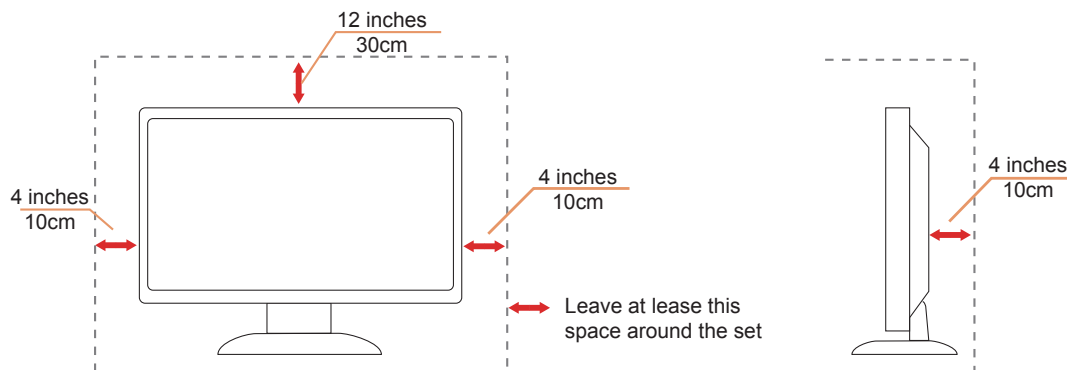 12 inches
30cm
4 inches
10cm
4 inches
10cm
4 inches
10cm
Leave at lease this
space around the set